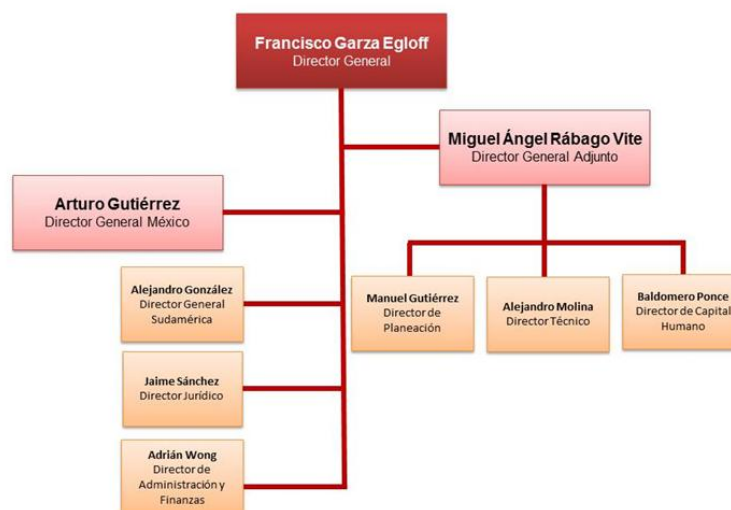 Francisco Garza Egloff
Director General
Miguel Ángel Rábago Vite
Director General Adjunto
Arturo Gutiérrez
Director General México
Alejandro González
Director General
Sudamérica
Manuel Gutiérrez
Director de
Planeación
Alejandro Molina
Director Técnico
Baldomero Ponce
Director de Capital
Humano
Jaime Sánchez
Director Jurídico
Adrián Wong
Director de
Administración y
Finanzas